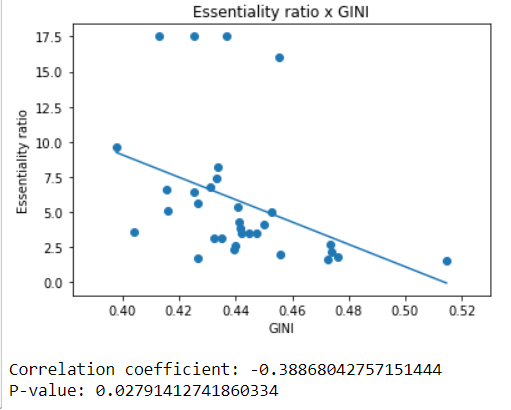 Essentiality ratio x GINI
17.5
15.0
12.5
10.0
7.5
5.0
2.5
0.0
Essentiality ratio
0.40 0.42 0.44 0.46 0.48 0.50 0.52
GINI
Correlation coefficient: -0.38868042757151444
P-value: 0.02791412741860334